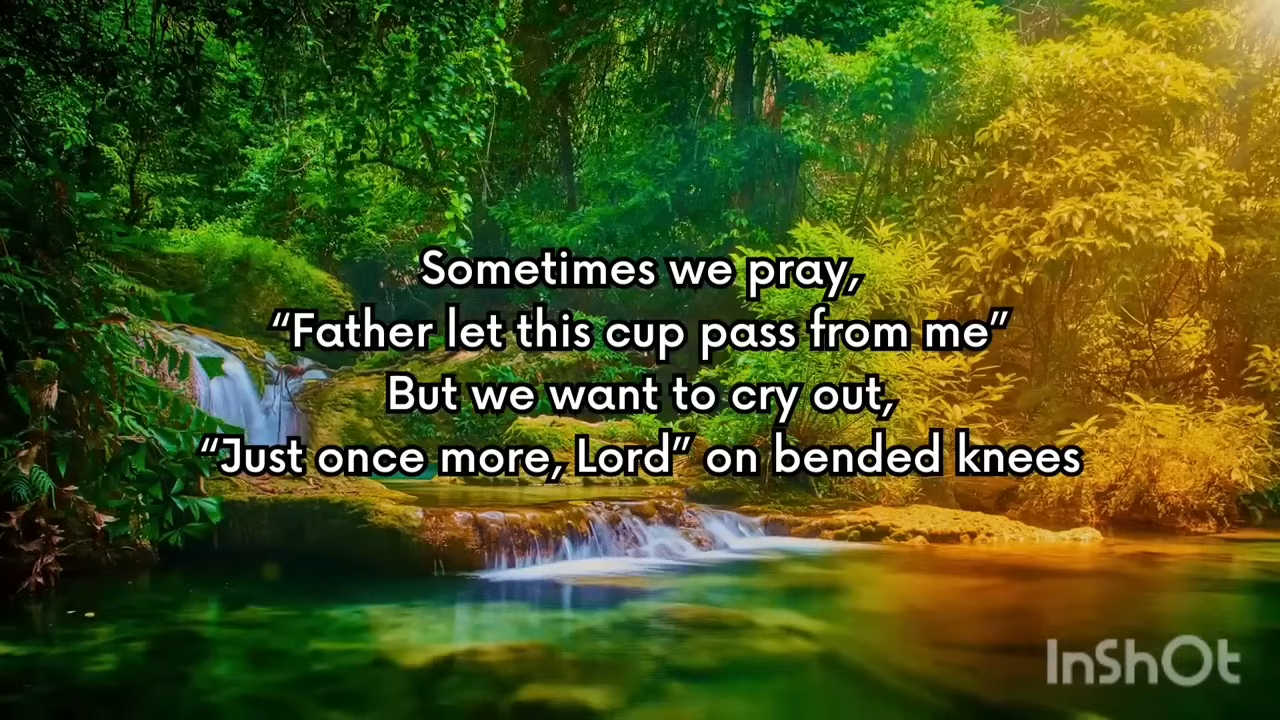 Sometimes we pray,
“Father let this cup pass from me”
But we want to cry out,
“Just once more, Lord” on bended knees
InShOt